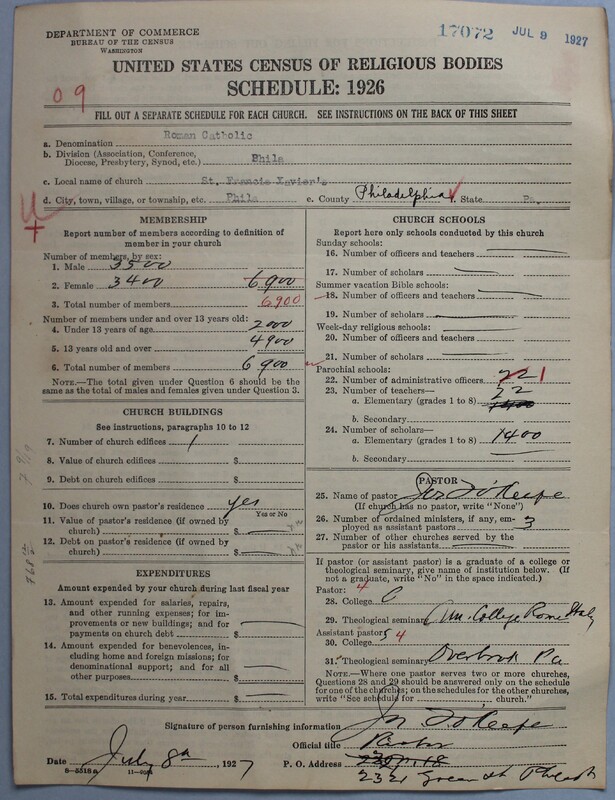 DEPARTMENT OF COMMERCE
BUREAU OF THE CENSUS
WASHINGTON
17072 JUL 9 1927
UNITED STATES CENSUS OF RELIGIOUS BODIES
SCHEDULE: 1926
09
FILL OUT A SEPARATE SCHEDULE FOR EACH CHURCH. SEE INSTRUCTIONS ON THE BACK OF THIS SHEET
a. Denomination Roman Catholic
b. Division (Association, Conference, Diocese, Presbytery, Synod, etc.) Phila
c. Local name of church St. Francis Xavier's
d. City, town, village, or township, etc. Phila e. County Philadelphia f. State Pa.
MEMBERSHIP
Report number of members according to definition of
member in your church
Number of members, by sex:
1. Male 3500
2. Female 3400 6900
3. Total number of members 6900
Number of members under and over 13 years old:
4. Under 13 years of age 2000
5. 13 years old and over 4900
6. Total number of members 6900
NOTE.—The total given under Question 6 should be
same as the total of males and females given under Question 3.
CHURCH BUILDINGS
See instructions, paragraphs 10 to 12
7. Number of church edifices 1
8. Value of church edifices $
9. Debt on church edifices $
10. Does church own pastor's residence yes
Yes or No
11. Value of pastor's residence (if owned by
church) $
12. Debt on pastor's residence (if owned by
church) $
EXPENDITURES
Amount expended by your church during last fiscal year
13. Amount expended for salaries, repairs,
and other running expenses; for im-
provements or new buildings; and for
payments on church debt $
14. Amount expended for benevolences,
including home and foreign missions; for
denominational support; and for all
other purposes $
15. Total expenditures during year $
CHURCH SCHOOLS
Report here only schools conducted by this church
Sunday schools:
16. Number of officers and teachers
17. Number of scholars
Summer vacation Bible schools:
18. Number of officers and teachers
19. Number of scholars
Week-day religious schools:
20. Number of officers and teachers
21. Number of scholars
Parochial schools:
22. Number of administrative officers 22 1
23. Number of teachers—
a. Elementary (grades 1 to 8) 22 1400
b. Secondary
24. Number of scholars—
a. Elementary (grades 1 to 8) 1400
b. Secondary
PASTOR
25. Name of pastor Jos F O'Keefe
(If church has no pastor, write "None")
26. Number of ordained ministers, if any, em-
ployed as assistant pastors 3
27. Number of other churches served by the
pastor or his assistants
If pastor (or assistant pastor) is a graduate of a college or
theological seminary, give name of institution below. (If
not a graduate, write "No" in the space indicated.)
Pastor: 4
28. College C
29. Theological seminary Am. College Rome Italy
Assistant pastor: 4
30. College
31. Theological seminary Overbrook Pa
NOTE.—Where one pastor serves two or more churches,
Questions 28 and 29 should be answered only on the schedule
for one of the churches; on the schedules for the other churches,
write "See schedule for church."
Signature of person furnishing information Jos F O'Keefe
Official title Pastor
Date July 8th, 1927 P. O. Address
2321 Green St Phila
8-5518a